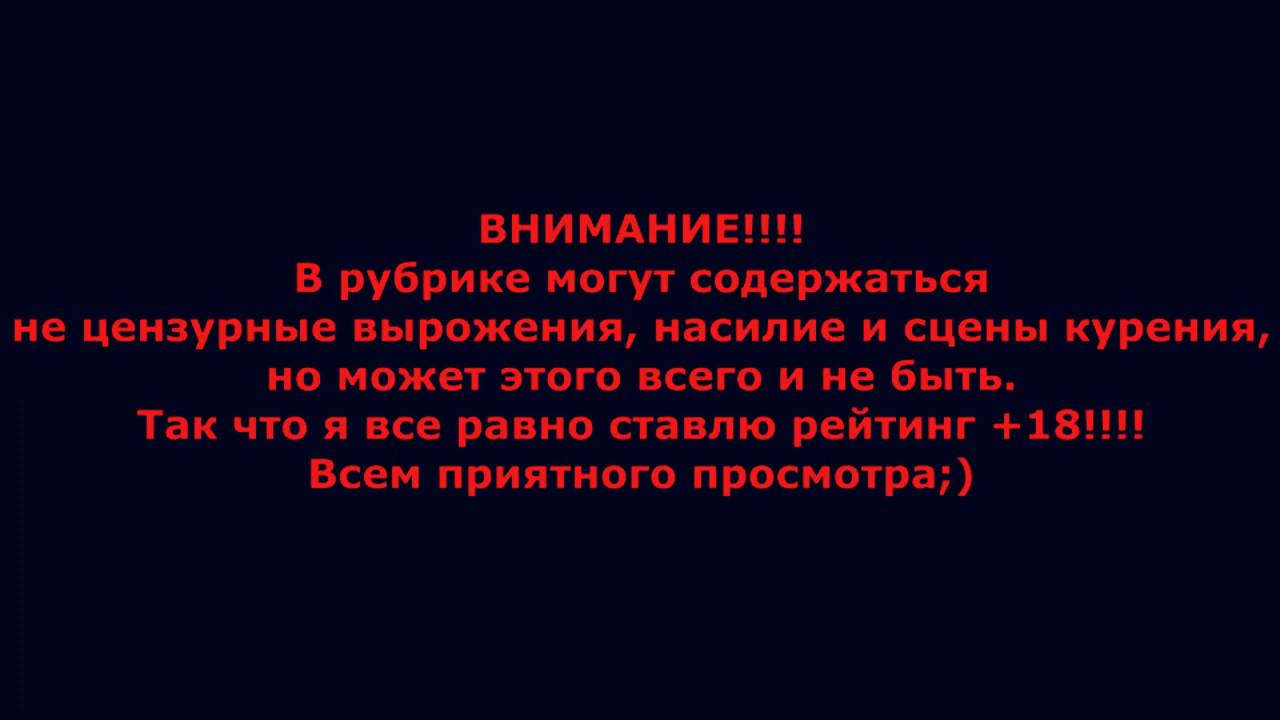 ВНИМАНИЕ!!!!
В рубрике могут содержаться
не цензурные вырожения, насилие и сцены курения,
но может этого всего и не быть.
Так что я все равно ставлю рейтинг +18!!!!
Всем приятного просмотра;)